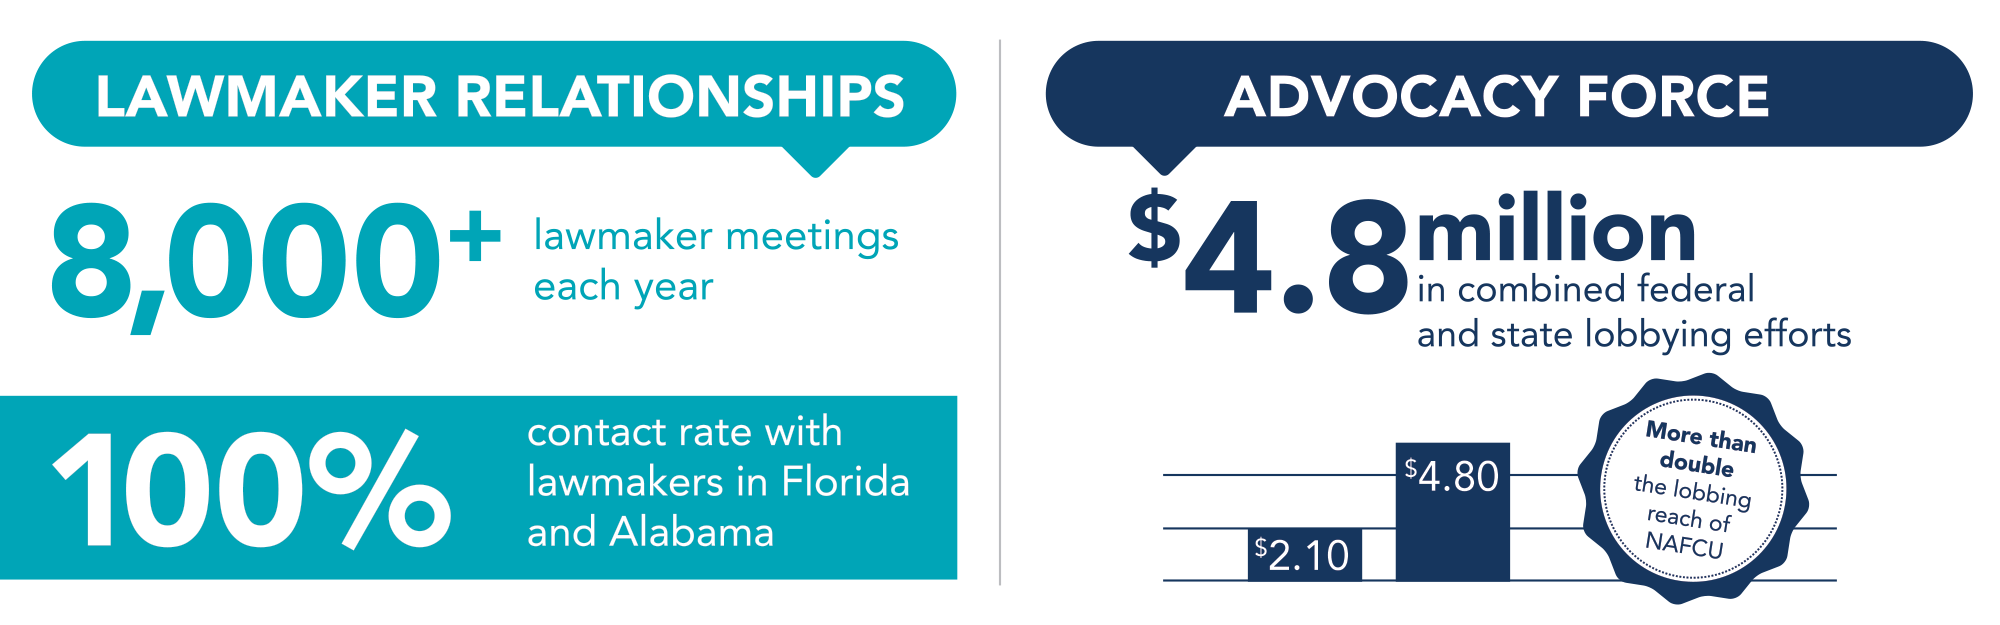 LAWMAKER RELATIONSHIPS
8,000+
lawmaker meetings
each year
100%
contact rate with
lawmakers in Florida
and Alabama
ADVOCACY FORCE
$4.8 million
in combined federal
and state lobbying efforts
$2.10
$4.80
More than
double
the lobbing
reach of
NAFCU